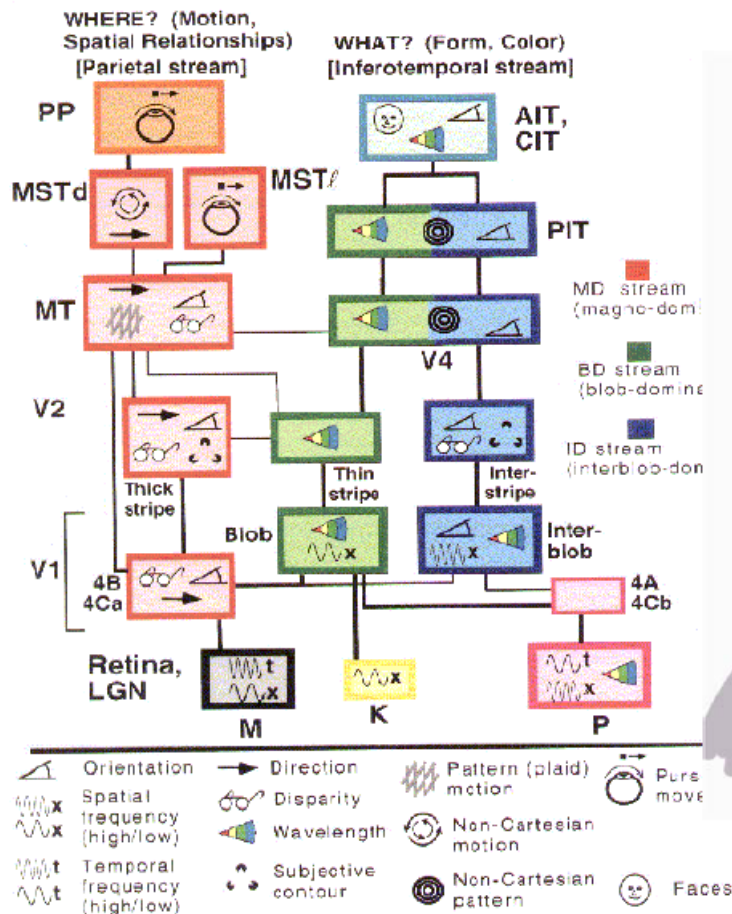 WHERE? (Motion,
Spatial Relationships)
[Parietal stream]
WHAT? (Form, Color)
[Inferotemporal stream]
PP
AIT,
CIT
MSTd
MSTℓ
PIT
MT
V4
MD stream
(magno-domi
BD stream
(blob-domina
ID stream
(interblob-dom
V2
Thick
stripe
Thin
stripe
Inter-
stripe
Blob
Inter-
blob
V1
4B
4Ca
4A
4Cb
Retina,
LGN
t
x
M
x
K
t
x
P
x
x
Orientation
Direction
Pattern (plaid)
motion
Purs
move
x
x
Spatial
frequency
(high/low)
Disparity
Wavelength
Non-Cartesian
motion
t
t
Temporal
frequency
(high/low)
Subjective
contour
Non-Cartesian
pattern
Faces